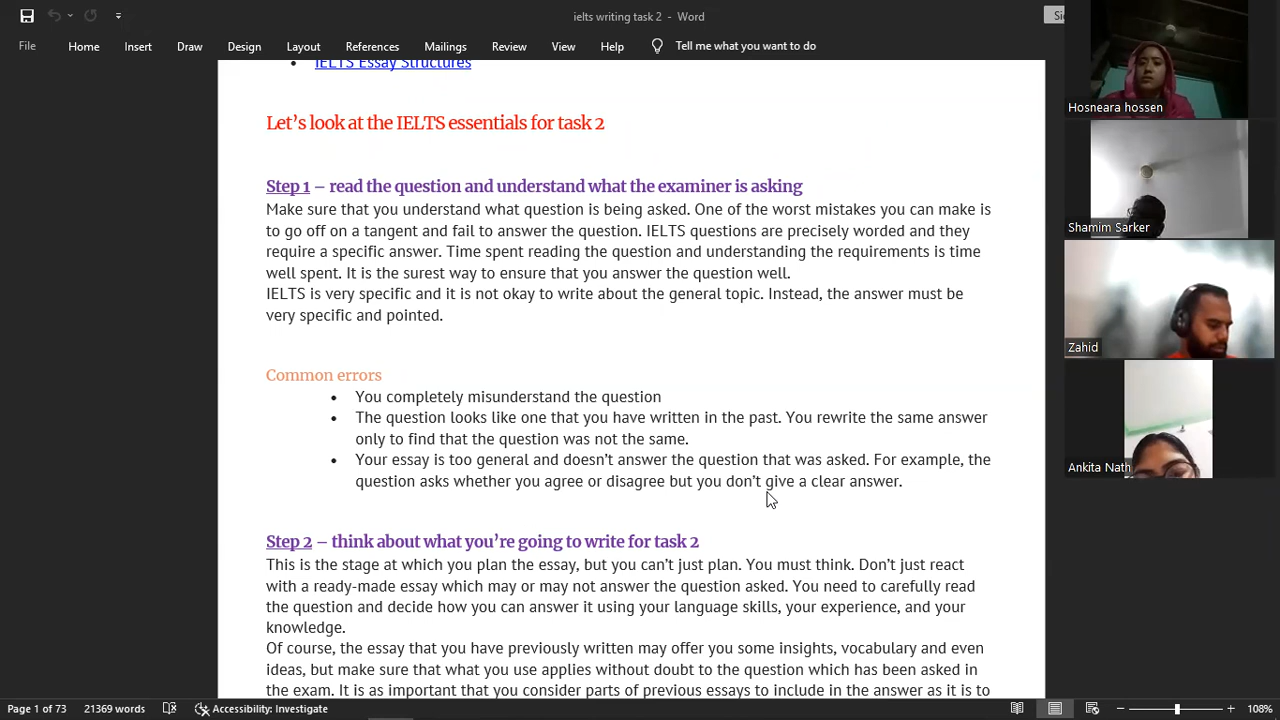 ielts writing task 2 - Word
File Home Insert Draw Design Layout References Mailings Review View Help Tell me what you want to do
IELTS Essay Structures
Let's look at the IELTS essentials for task 2
Step 1 – read the question and understand what the examiner is asking
Make sure that you understand what question is being asked. One of the worst mistakes you can make is
to go off on a tangent and fail to answer the question. IELTS questions are precisely worded and they
require a specific answer. Time spent reading the question and understanding the requirements is time
well spent. It is the surest way to ensure that you answer the question well.
IELTS is very specific and it is not okay to write about the general topic. Instead, the answer must be
very specific and pointed.
Common errors
• You completely misunderstand the question
• The question looks like one that you have written in the past. You rewrite the same answer
only to find that the question was not the same.
• Your essay is too general and doesn't answer the question that was asked. For example, the
question asks whether you agree or disagree but you don't give a clear answer.
Step 2 – think about what you're going to write for task 2
This is the stage at which you plan the essay, but you can't just plan. You must think. Don't just react
with a ready-made essay which may or may not answer the question asked. You need to carefully read
the question and decide how you can answer it using your language skills, your experience, and your
knowledge.
Of course, the essay that you have previously written may offer you some insights, vocabulary and even
ideas, but make sure that what you use applies without doubt to the question which has been asked in
the exam. It is as important that you consider parts of previous essays to include in the answer as it is to
Page 1 of 73 21369 words Accessibility: Investigate 108%
Hosneara hossen
Shamim Sarker
Zahid
Ankita Nath